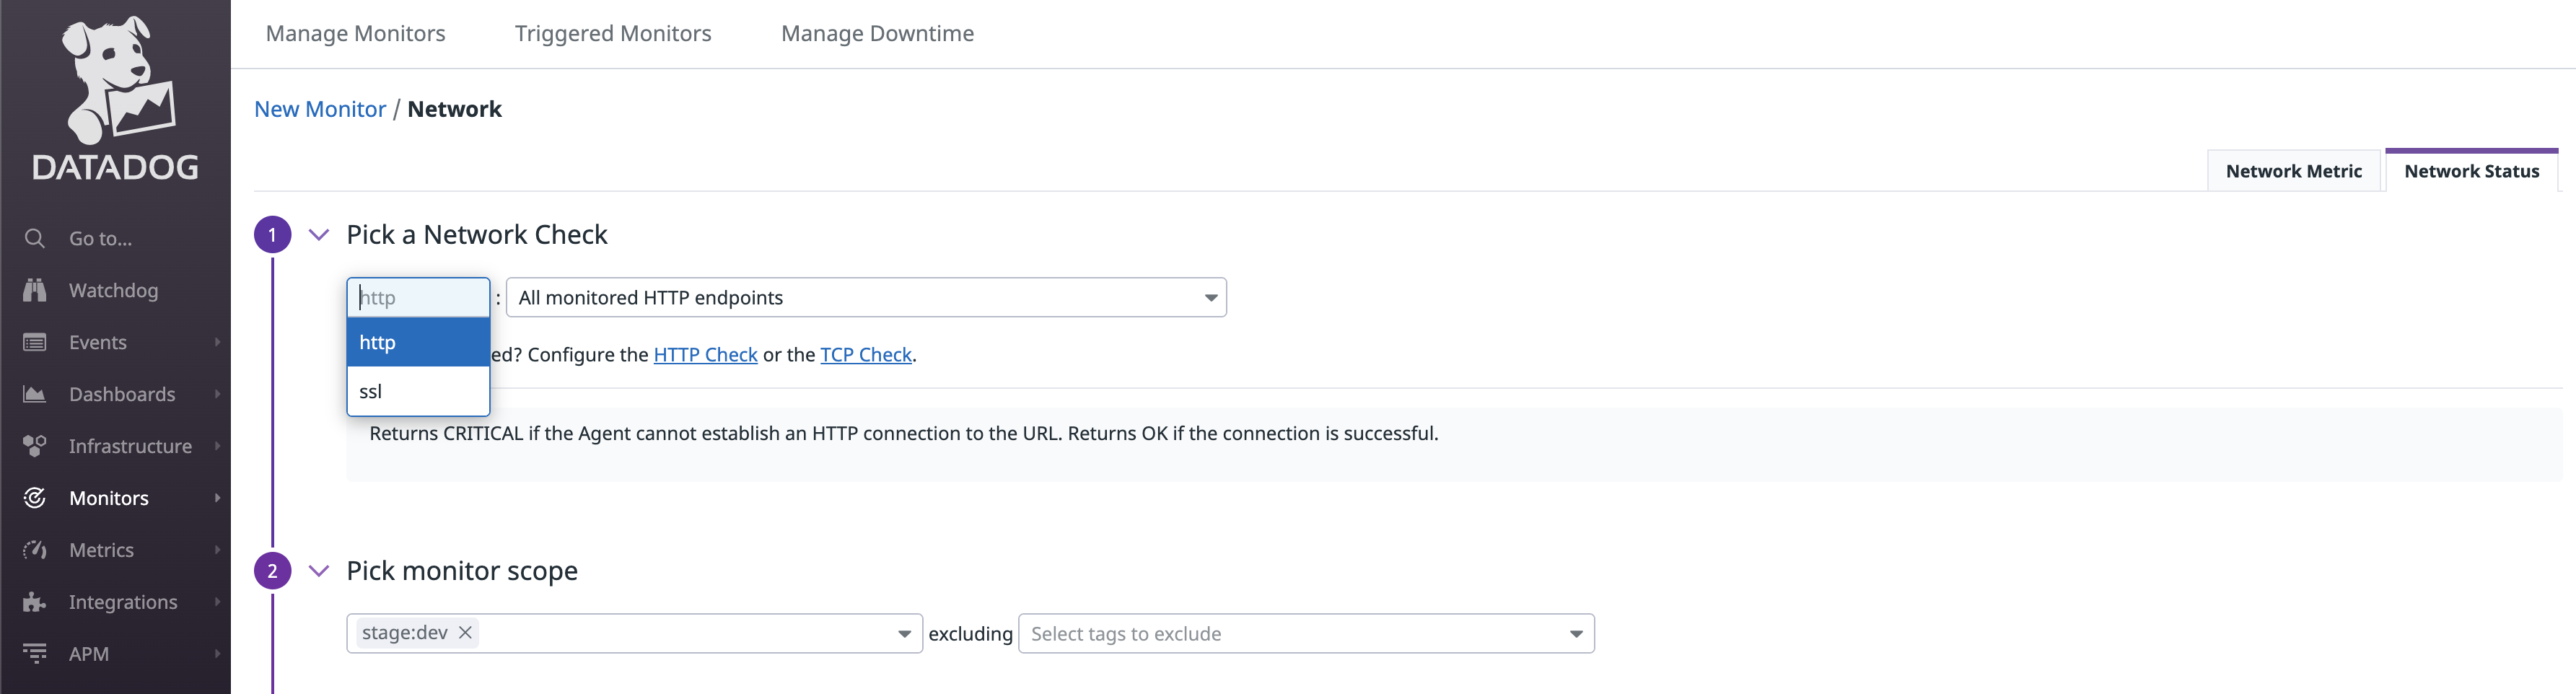 Manage Monitors Triggered Monitors Manage Downtime
DATADOG
Go to...
Watchdog
Events
Dashboards
Infrastructure
Monitors
Metrics
Integrations
APM
New Monitor / Network
Network Metric Network Status
1 Pick a Network Check
http : All monitored HTTP endpoints
http
ssl
ed? Configure the HTTP Check or the TCP Check.
Returns CRITICAL if the Agent cannot establish an HTTP connection to the URL. Returns OK if the connection is successful.
2 Pick monitor scope
stage:dev excluding Select tags to exclude